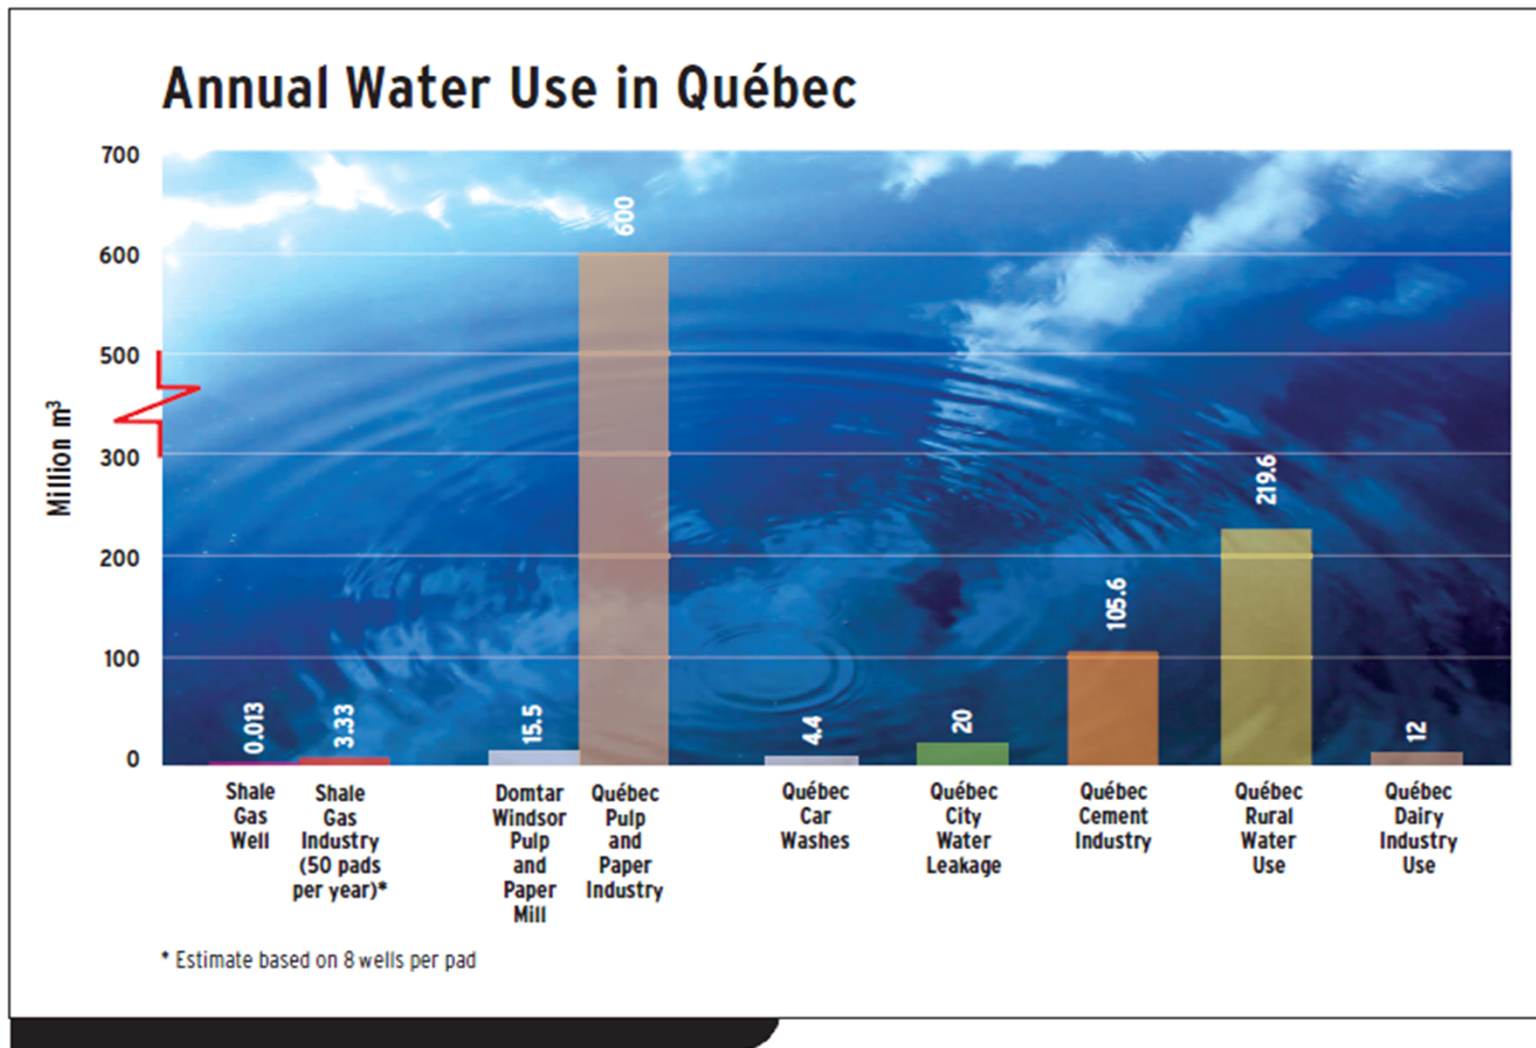 Annual Water Use in Québec
700
600
500
300
200
100
0
Million m³
0.013
3.33
15.5
600
4.4
20
105.6
219.6
12
Shale
Gas
Well
Shale
Gas
Industry
(50 pads
per year)*
Domtar
Windsor
Pulp
and
Paper
Mill
Québec
Pulp
and
Paper
Industry
Québec
Car
Washes
Québec
City
Water
Leakage
Québec
Cement
Industry
Québec
Rural
Water
Use
Québec
Dairy
Industry
Use
* Estimate based on 8 wells per pad